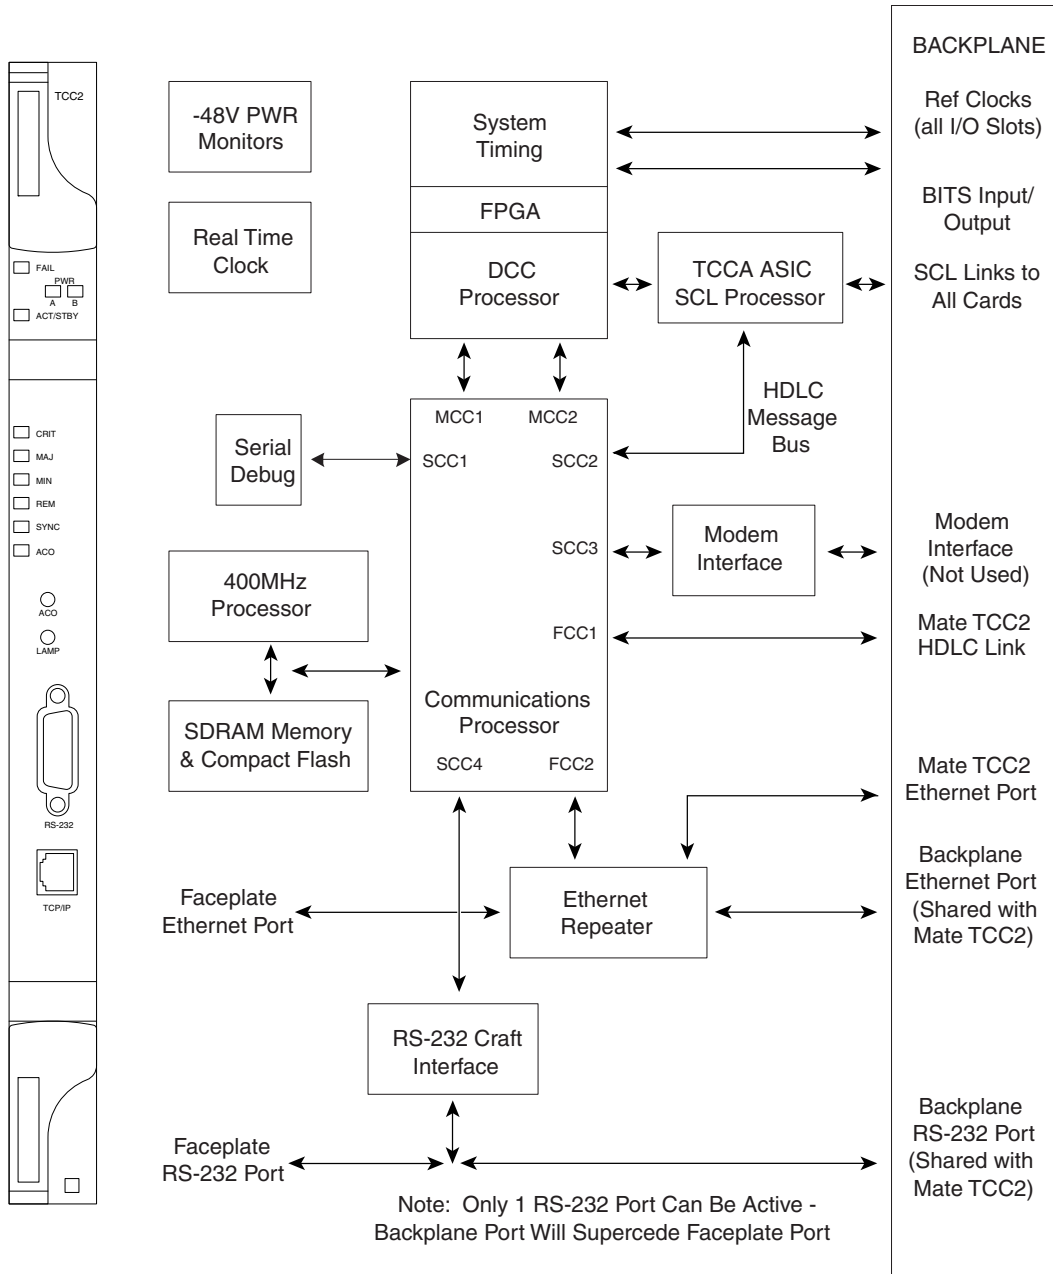 TCC2
FAIL
PWR
A B
ACT/STBY
CRIT
MAJ
MIN
REM
SYNC
ACO
ACO
LAMP
RS-232
TCP/IP
-48V PWR
Monitors
Real Time
Clock
System
Timing
FPGA
DCC
Processor
TCCA ASIC
SCL Processor
HDLC
Message
Bus
MCC1
MCC2
Serial
Debug
SCC1
SCC2
SCC3
Modem
Interface
400MHz
Processor
FCC1
SDRAM Memory
& Compact Flash
Communications
Processor
SCC4
FCC2
Faceplate
Ethernet Port
Ethernet
Repeater
RS-232 Craft
Interface
Faceplate
RS-232 Port
Note: Only 1 RS-232 Port Can Be Active -
Backplane Port Will Supercede Faceplate Port
BACKPLANE
Ref Clocks
(all I/O Slots)
BITS Input/
Output
SCL Links to
All Cards
Modem
Interface
(Not Used)
Mate TCC2
HDLC Link
Mate TCC2
Ethernet Port
Backplane
Ethernet Port
(Shared with
Mate TCC2)
Backplane
RS-232 Port
(Shared with
Mate TCC2)